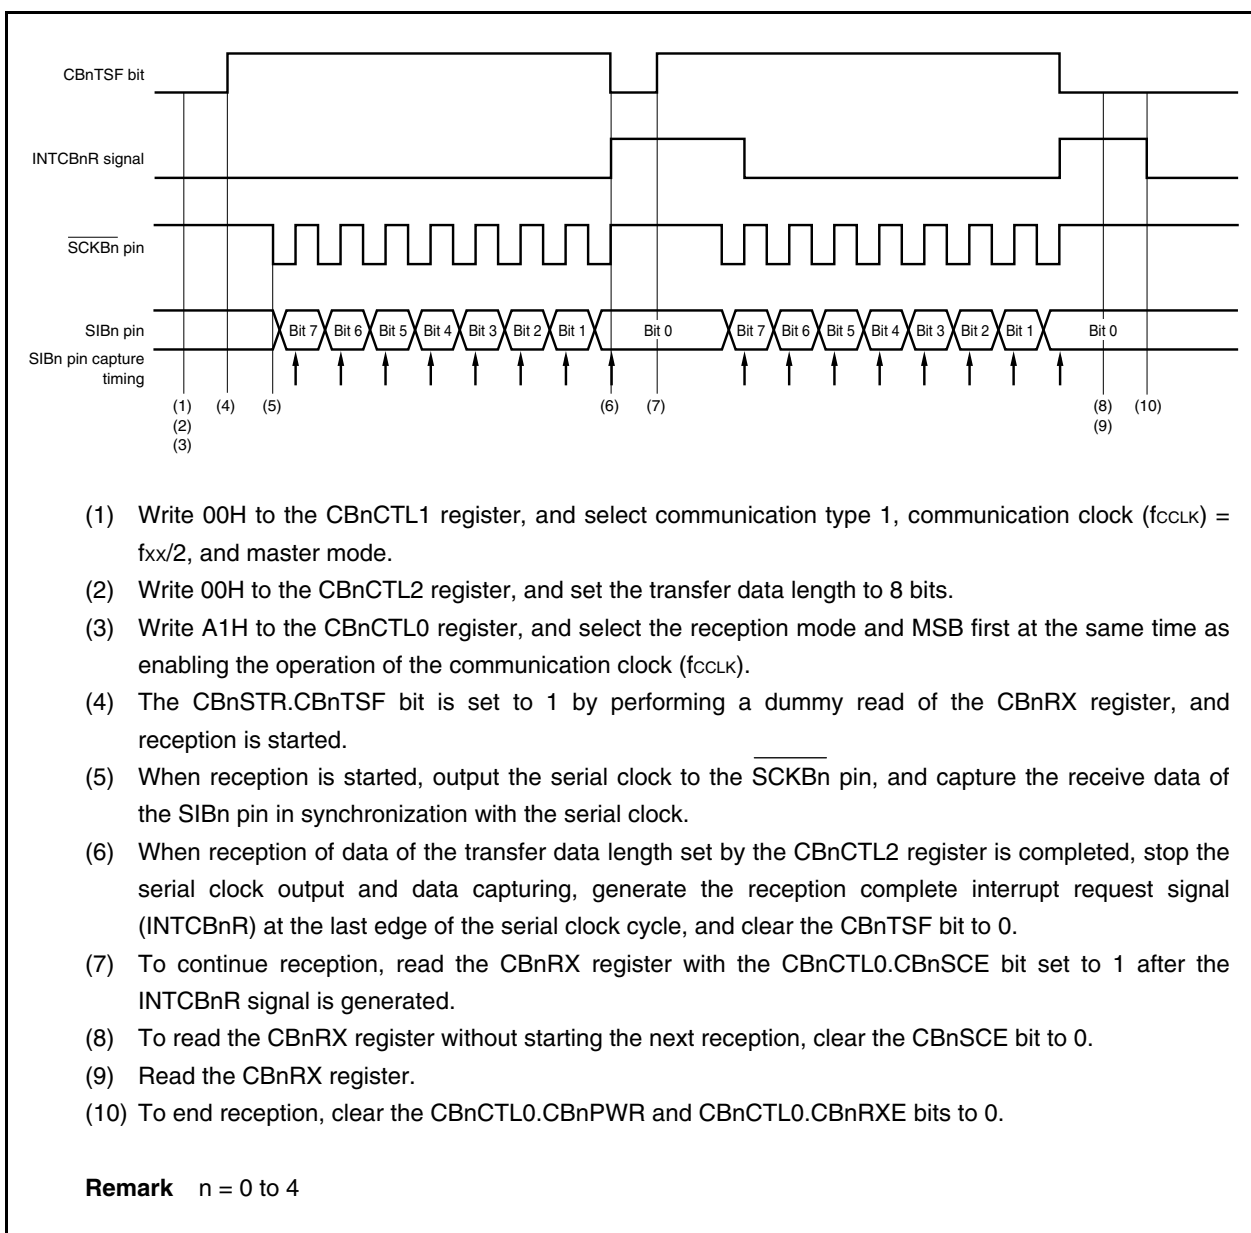 CBnTSF bit
INTCBnR signal
SCKBn pin
SIBn pin
Bit 7 Bit 6 Bit 5 Bit 4 Bit 3 Bit 2 Bit 1 Bit 0 Bit 7 Bit 6 Bit 5 Bit 4 Bit 3 Bit 2 Bit 1 Bit 0
SIBn pin capture
timing
(1) (4) (5) (6) (7) (8) (10)
(2) (9)
(3)
(1) Write 00H to the CBnCTL1 register, and select communication type 1, communication clock (fCCLK) =
fxx/2, and master mode.
(2) Write 00H to the CBnCTL2 register, and set the transfer data length to 8 bits.
(3) Write A1H to the CBnCTL0 register, and select the reception mode and MSB first at the same time as
enabling the operation of the communication clock (fCCLK).
(4) The CBnSTR.CBnTSF bit is set to 1 by performing a dummy read of the CBnRX register, and
reception is started.
(5) When reception is started, output the serial clock to the SCKBn pin, and capture the receive data of
the SIBn pin in synchronization with the serial clock.
(6) When reception of data of the transfer data length set by the CBnCTL2 register is completed, stop the
serial clock output and data capturing, generate the reception complete interrupt request signal
(INTCBnR) at the last edge of the serial clock cycle, and clear the CBnTSF bit to 0.
(7) To continue reception, read the CBnRX register with the CBnCTL0.CBnSCE bit set to 1 after the
INTCBnR signal is generated.
(8) To read the CBnRX register without starting the next reception, clear the CBnSCE bit to 0.
(9) Read the CBnRX register.
(10) To end reception, clear the CBnCTL0.CBnPWR and CBnCTL0.CBnRXE bits to 0.
Remark n = 0 to 4